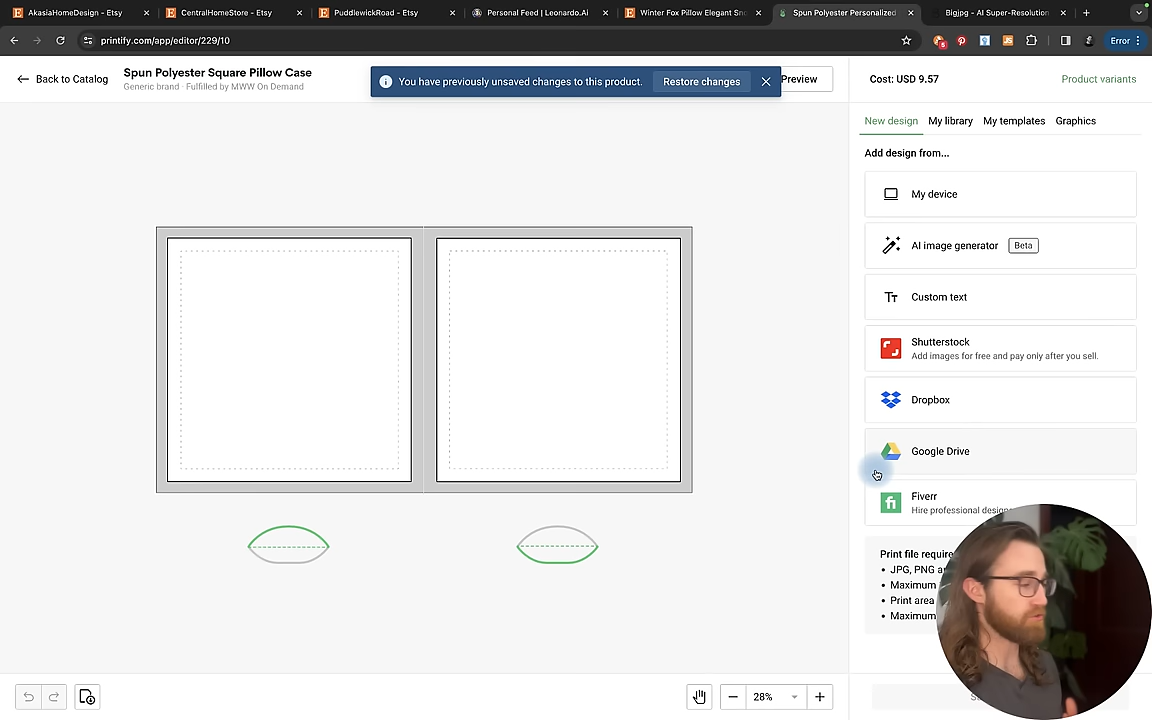 AkasiaHomeDesign - Etsy
CentralHomeStore - Etsy
PuddlewickRoad - Etsy
Personal Feed | Leonardo.Ai
Winter Fox Pillow Elegant Sno
Spun Polyester Personalized
Bigjpg - AI Super-Resolution
printify.com/app/editor/229/10
6
JS
Error
Back to Catalog
Spun Polyester Square Pillow Case
Generic brand · Fulfilled by MWW On Demand
You have previously unsaved changes to this product.
Restore changes
Preview
Cost: USD 9.57
Product variants
New design
My library
My templates
Graphics
Add design from...
My device
AI image generator
Beta
Tт Custom text
Shutterstock
Add images for free and pay only after you sell.
Dropbox
Google Drive
fi
Fiverr
Hire professional
Print file
• JPG, PNG
• Maximum
• Print area
• Maximum
28%